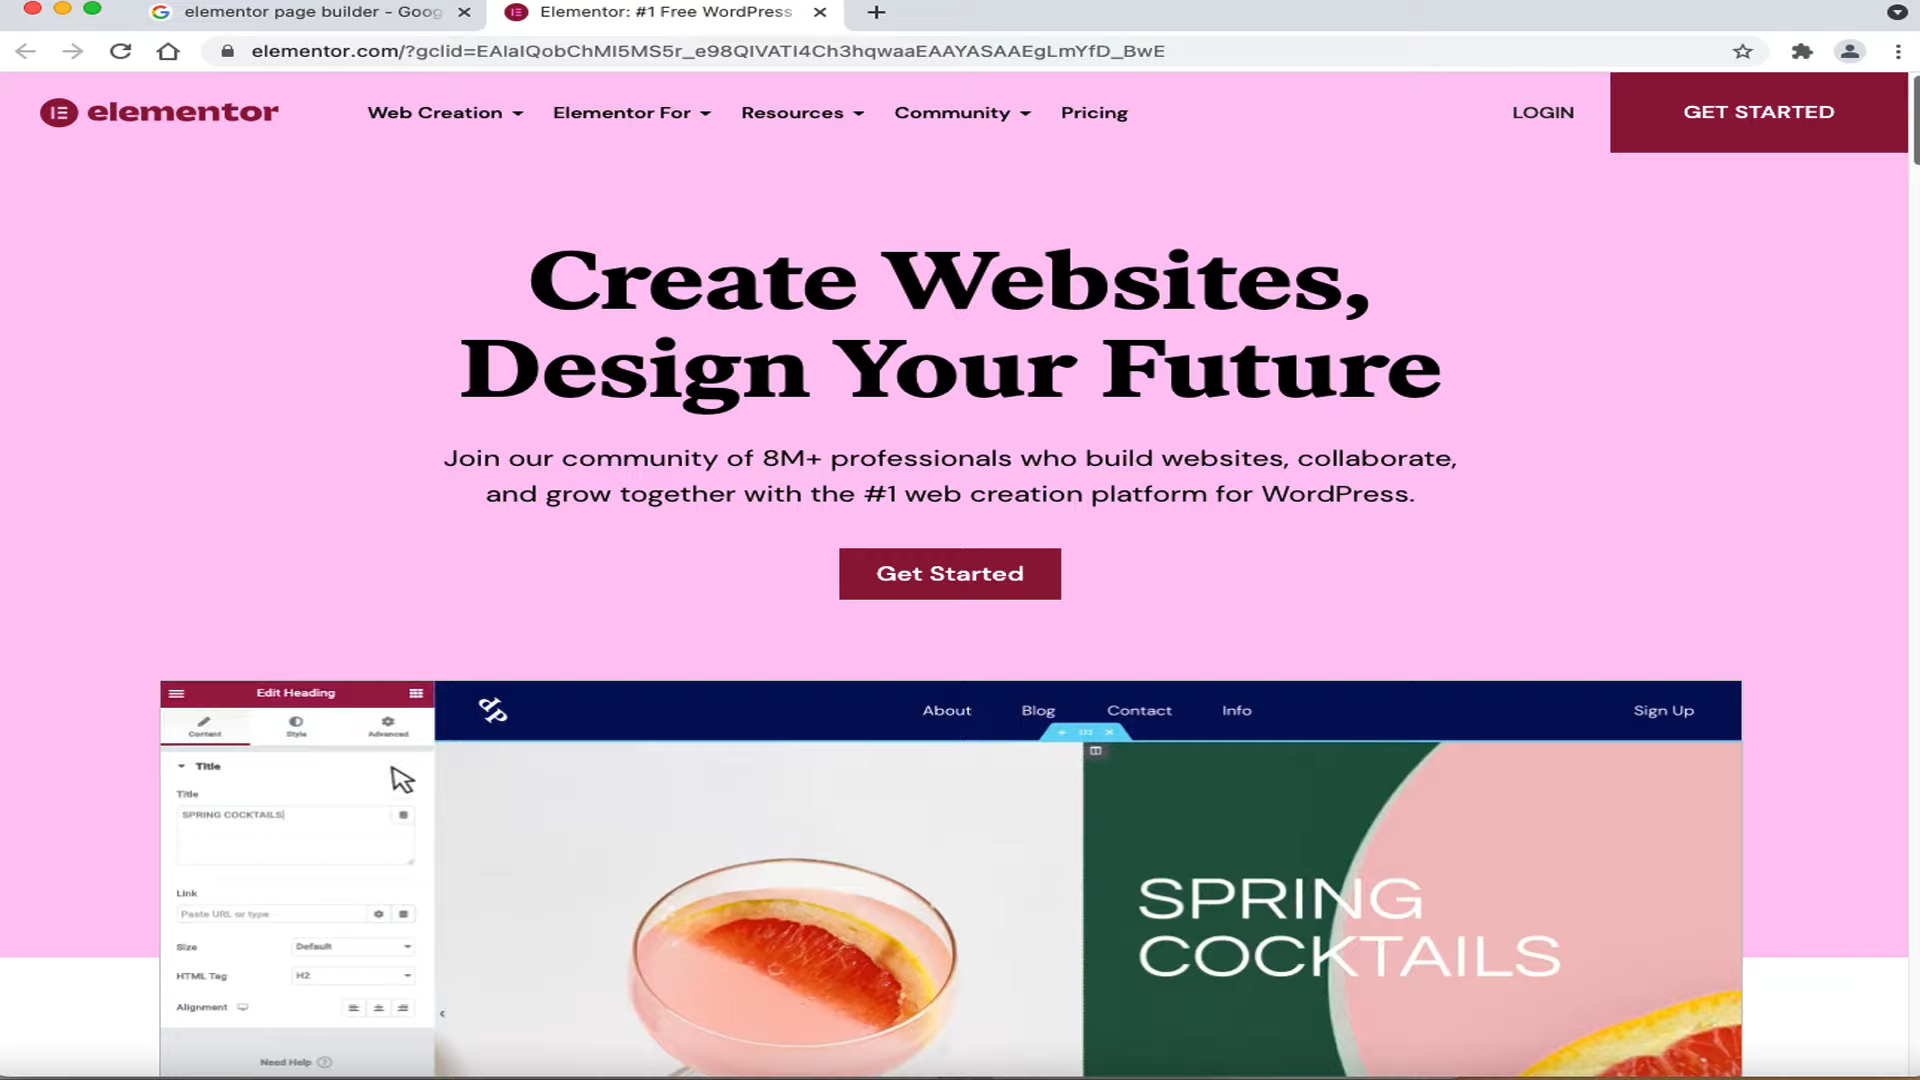 elementor page builder - Goog
Elementor: #1 Free WordPress
elementor.com/?gclid=EAIaIQobChMI5MS5r_e98QIVATI4Ch3hqwaaEAAYASAAEgLmYfD_BwE
elementor
Web Creation
Elementor For
Resources
Community
Pricing
LOGIN
GET STARTED
Create Websites,
Design Your Future
Join our community of 8M+ professionals who build websites, collaborate,
and grow together with the #1 web creation platform for WordPress.
Get Started
Edit Heading
Content
Style
Advanced
Title
Title
SPRING COCKTAILS
Link
Paste URL or type
Size
Default
HTML Tag
H2
Alignment
Need Help
dp
About
Blog
Contact
Info
Sign Up
SPRING
COCKTAILS